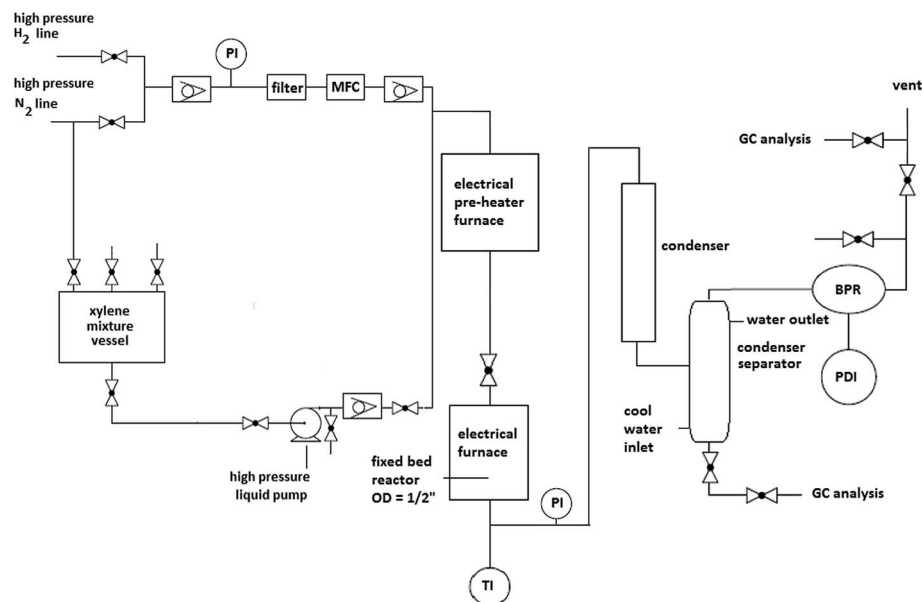 high pressure
H2 line
high pressure
N2 line
PI
filter
MFC
vent
GC analysis
electrical
pre-heater
furnace
condenser
BPR
water outlet
condenser
separator
PDI
xylene
mixture
vessel
cool
water
inlet
electrical
furnace
fixed bed
reactor
OD = 1/2"
high pressure
liquid pump
PI
GC analysis
TI